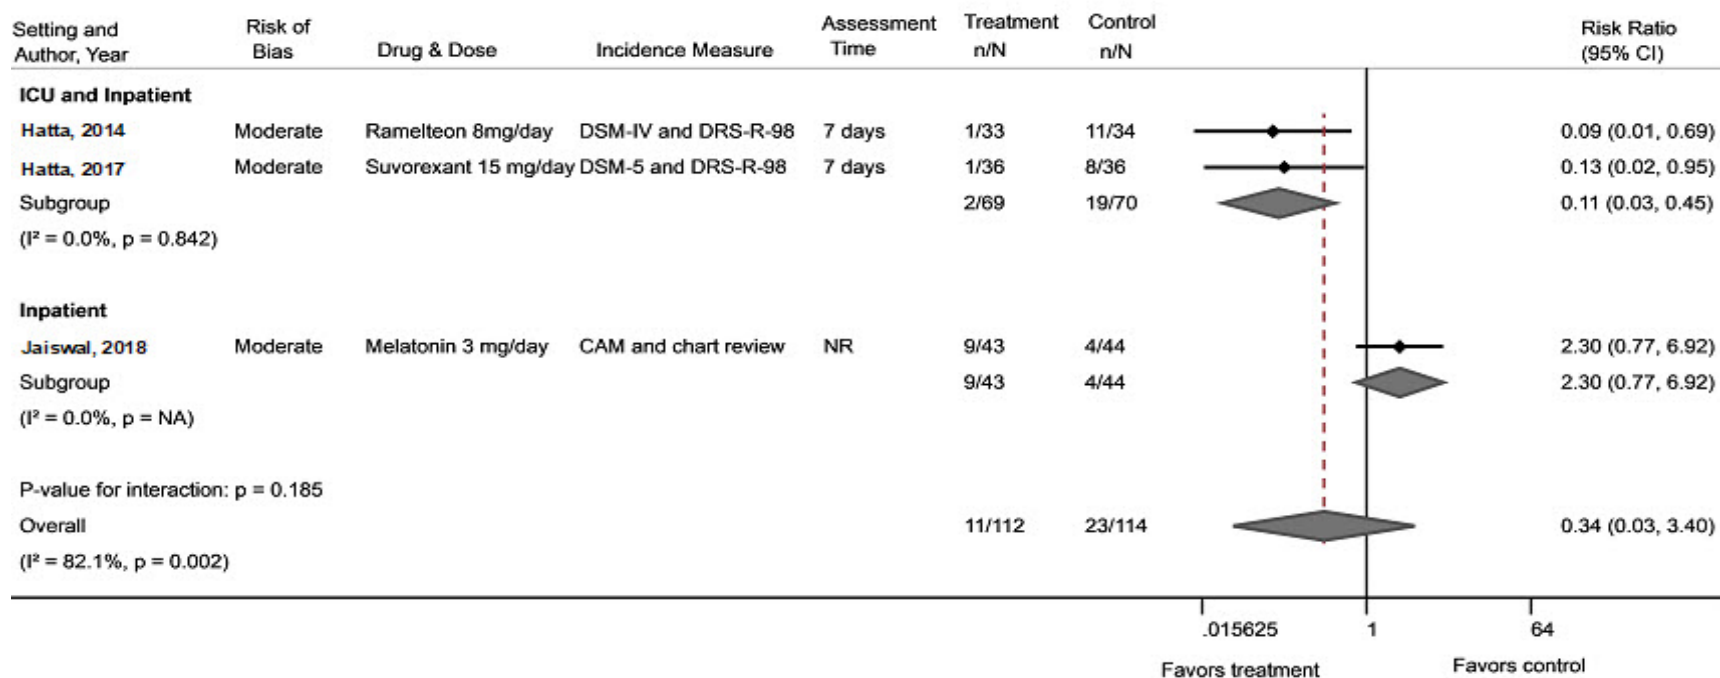 Setting and Author, Year Risk of Bias Drug & Dose Incidence Measure Assessment Time Treatment n/N Control n/N Risk Ratio (95% CI)
ICU and Inpatient
Hatta, 2014 Moderate Ramelteon 8mg/day DSM-IV and DRS-R-98 7 days 1/33 11/34 0.09 (0.01, 0.69)
Hatta, 2017 Moderate Suvorexant 15 mg/day DSM-5 and DRS-R-98 7 days 1/36 8/36 0.13 (0.02, 0.95)
Subgroup 2/69 19/70 0.11 (0.03, 0.45)
(I² = 0.0%, p = 0.842)
Inpatient
Jaiswal, 2018 Moderate Melatonin 3 mg/day CAM and chart review NR 9/43 4/44 2.30 (0.77, 6.92)
Subgroup 9/43 4/44 2.30 (0.77, 6.92)
(I² = 0.0%, p = NA)
P-value for interaction: p = 0.185
Overall 11/112 23/114 0.34 (0.03, 3.40)
(I² = 82.1%, p = 0.002)
.015625 1 64
Favors treatment Favors control